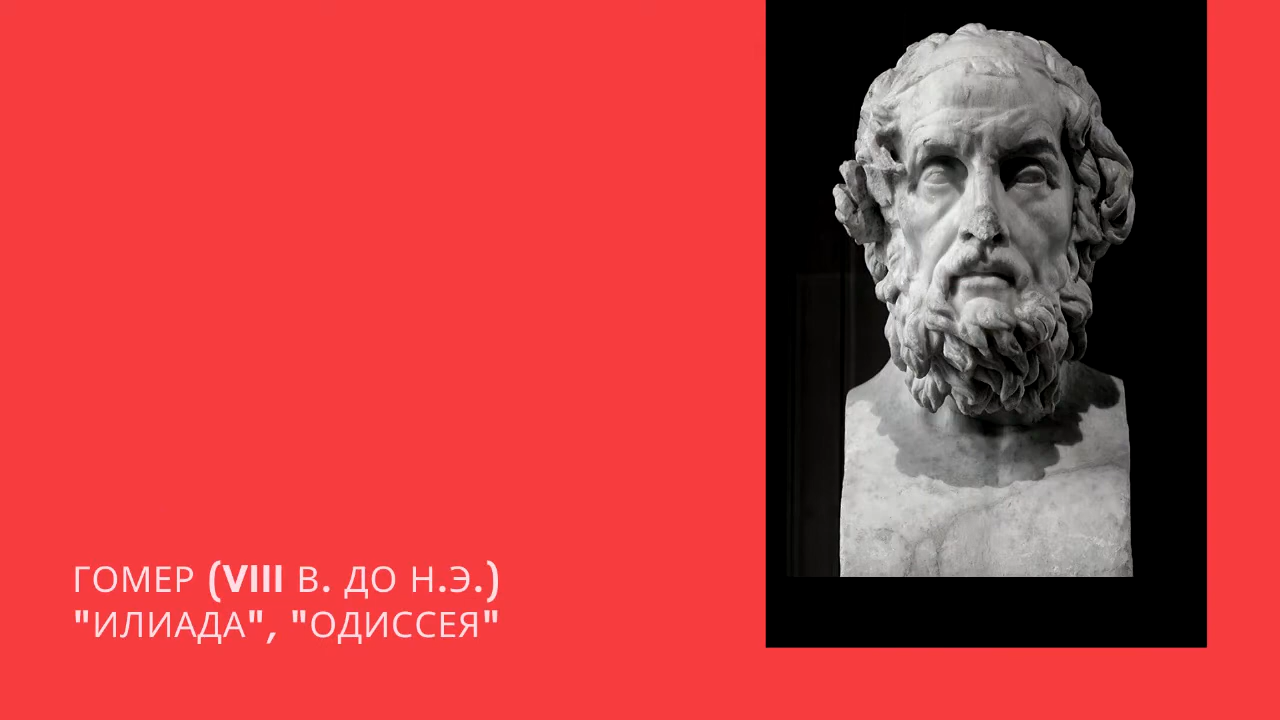 ГОМЕР (VIII В. ДО Н.Э.)
"ИЛИАДА", "ОДИССЕЯ"